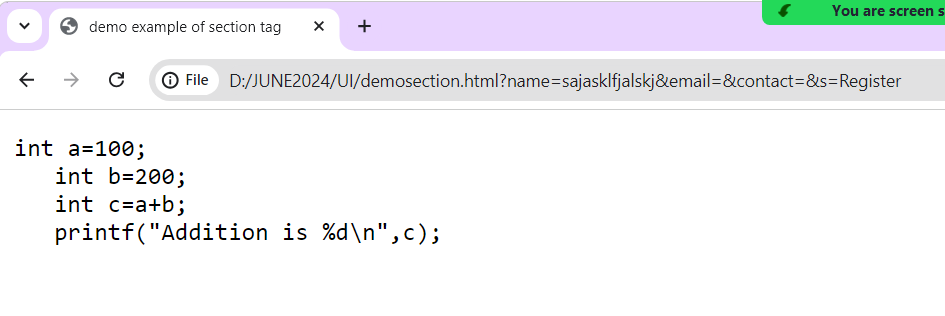 demo example of section tag
You are screen s
File D:/JUNE2024/UI/demosection.html?name=sajasklfjalskj&email=&contact=&s=Register
int a=100;
int b=200;
int c=a+b;
printf("Addition is %d\n",c);